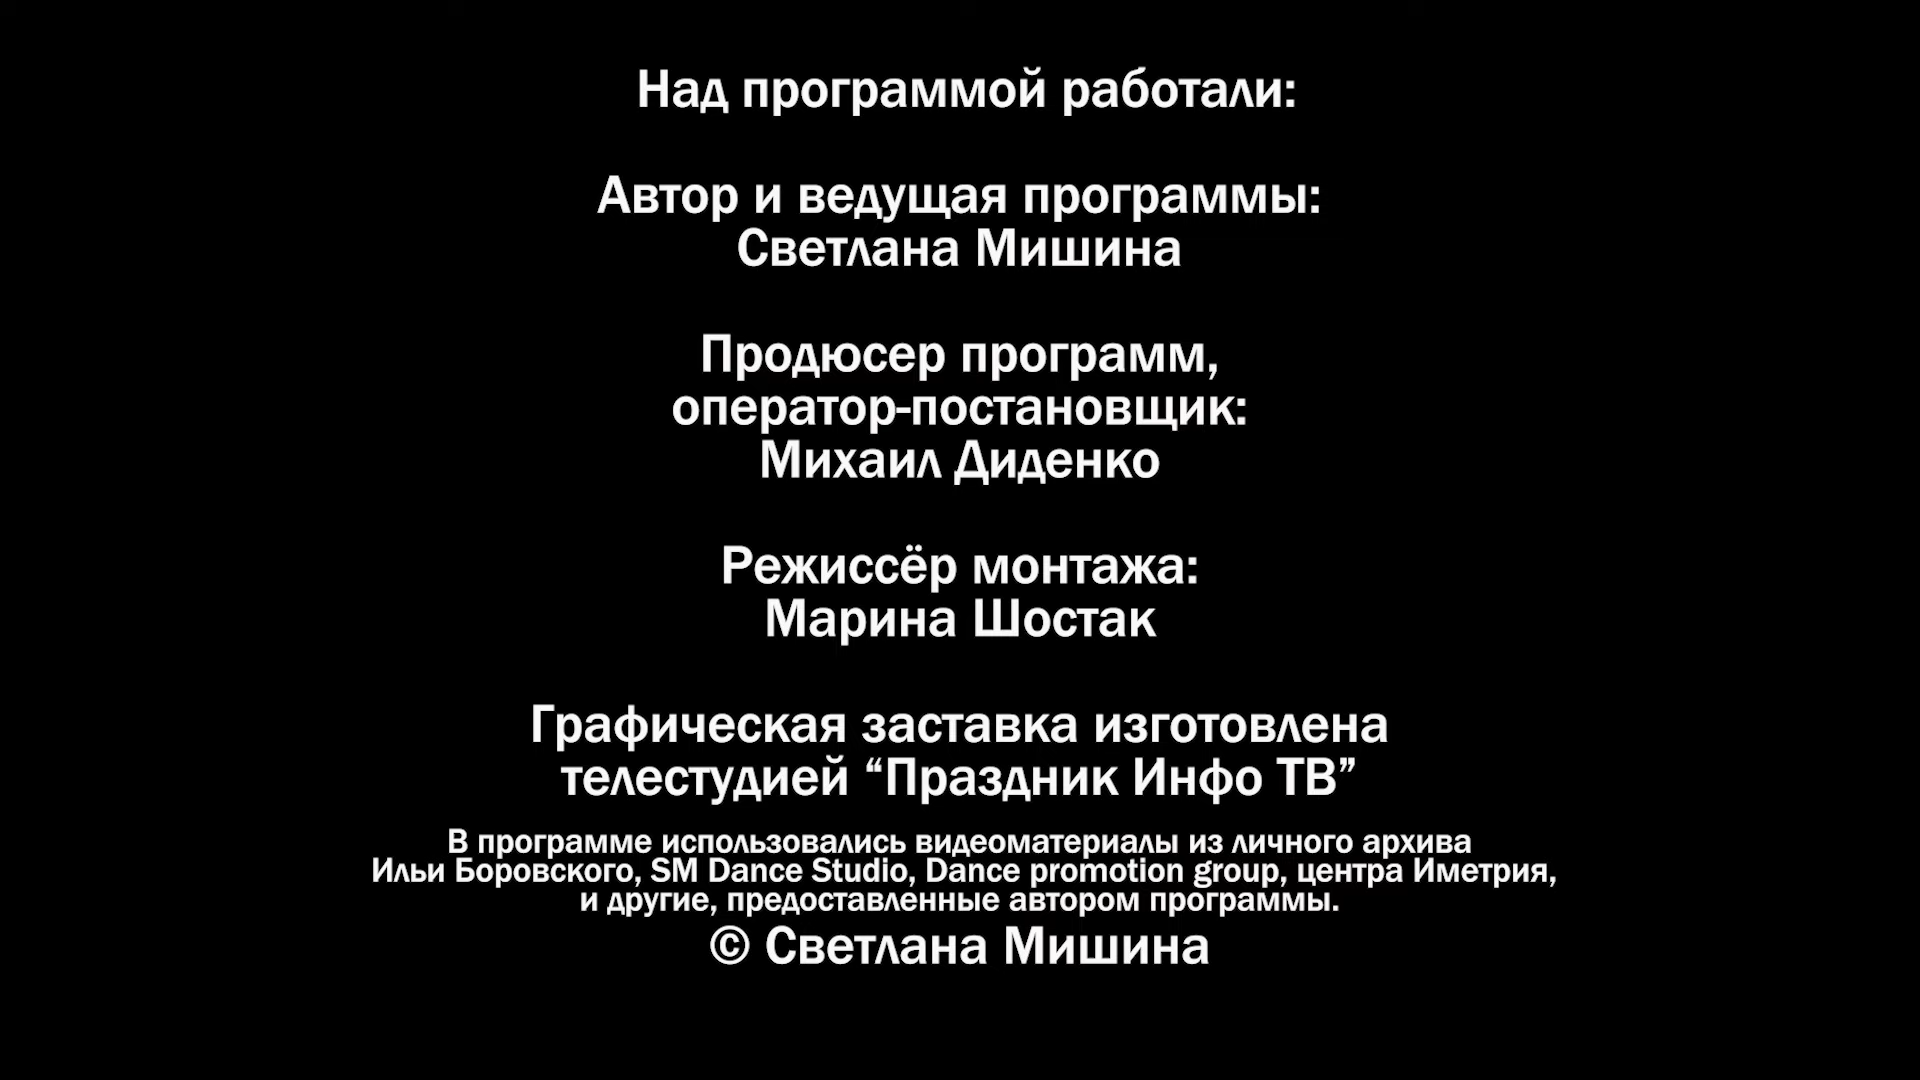 Над программой работали:
Автор и ведущая программы:
Светлана Мишина
Продюсер программ,
оператор-постановщик:
Михаил Диденко
Режиссёр монтажа:
Марина Шостак
Графическая заставка изготовлена
телестудией “Праздник Инфо ТВ”
В программе использовались видеоматериалы из личного архива
Ильи Боровского, SM Dance Studio, Dance promotion group, центра Иметрия,
и другие, предоставленные автором программы.
© Светлана Мишина